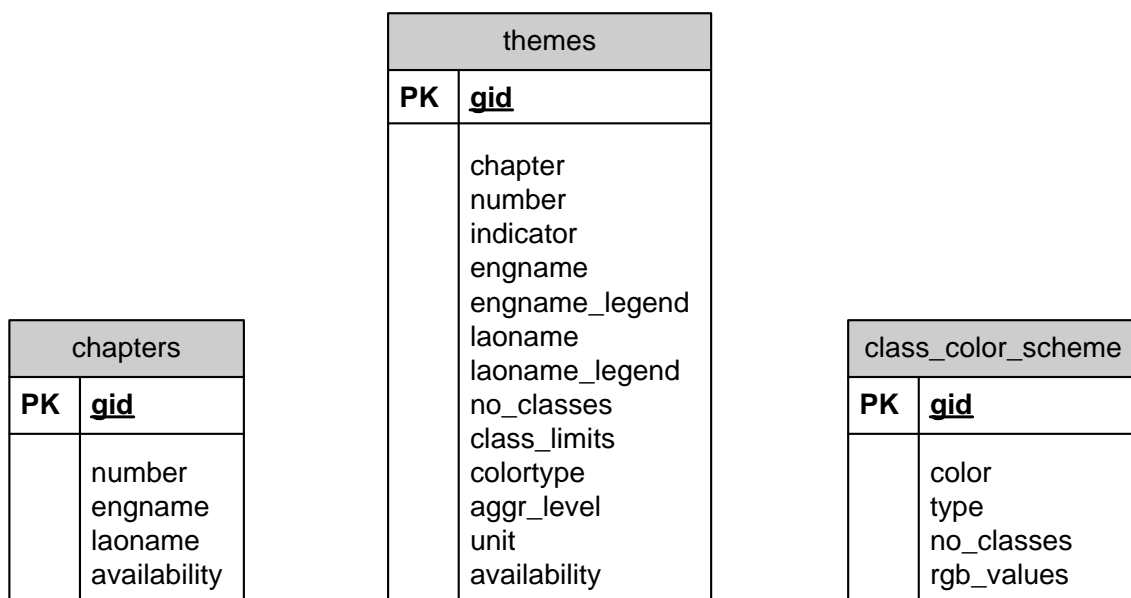 themes
PK gid
chapter
number
indicator
engname
engname_legend
laoname
laoname_legend
no_classes
class_limits
colortype
aggr_level
unit
availability
chapters
PK gid
number
engname
laoname
availability
class_color_scheme
PK gid
color
type
no_classes
rgb_values